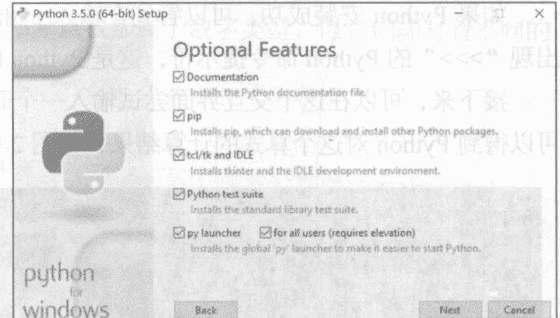 Python 3.5.0 (64-bit) Setup
Optional Features
Documentation
Installs the Python documentation file.
pip
Installs pip, which can download and install other Python packages.
tcl/tk and IDLE
Installs tkinter and the IDLE development environment.
Python test suite
Installs the standard library test suite.
py launcher for all users (requires elevation)
Installs the global 'py' launcher to make it easier to start Python.
python
for
windows
Back Next Cancel